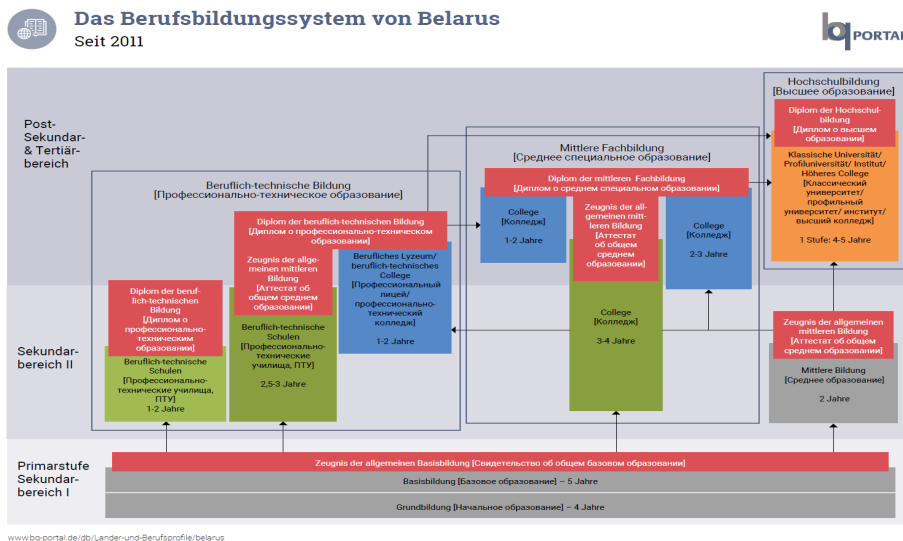 Das Berufsbildungssystem von Belarus
Seit 2011
bq PORTAL
Post-
Sekundar-
& Tertiär-
bereich
Sekundar-
bereich II
Primarstufe
Sekundar-
bereich I
Beruflich-technische Bildung
[Профессионально-техническое образование]
Diplom der beruf-
lich-technischen
Bildung
[Диплом о
профессионально-
техническим
образовании]
Beruflich-technische
Schulen
[Профессионально-
технические училища,
ПТУ]
1-2 Jahre
Diplom der beruflich-technischen Bildung
[Диплом о профессионально-техническом
образовании]
Zeugnis der allge-
meinen mittleren
Bildung
[Аттестат об
общем среднем
образовании]
Beruflich-technische
Schulen
[Профессионально-
технические
училища, ПТУ]
2,5-3 Jahre
Berufliches Lyzeum/
beruflich-technisches
College
[Профессиональный
лицей/
профессионально-
технический
колледж]
1-2 Jahre
Mittlere Fachbildung
[Среднее специальное образование]
Diplom der mittleren Fachbildung
[Диплом о среднем специальном образовании]
College
[Колледж]
1-2 Jahre
Zeugnis der all-
gemeinen mitt-
leren Bildung
[Аттестат об
общем
среднем
образовании]
College
[Колледж]
3-4 Jahre
College
[Колледж]
2-3 Jahre
Hochschulbildung
[Высшее образование]
Diplom der Hochschul-
bildung
[Диплом о высшем
образовании]
Klassische Universität/
Profiluniversität/ Institut/
Höheres College
[Классический
университет/
профильный
университет/ институт/
высший колледж]
1 Stufe: 4-5 Jahre
Zeugnis der allgemeinen
mittleren Bildung
[Аттестат об общем
среднем образовании]
Mittlere Bildung
[Среднее образование]
2 Jahre
Zeugnis der allgemeinen Basisbildung [Свидетельство об общем базовом образовании]
Basisbildung [Базовое образование] – 5 Jahre
Grundbildung [Начальное образование] – 4 Jahre
www.bq-portal.de/db/Lander-und-Berufsprofile/belarus